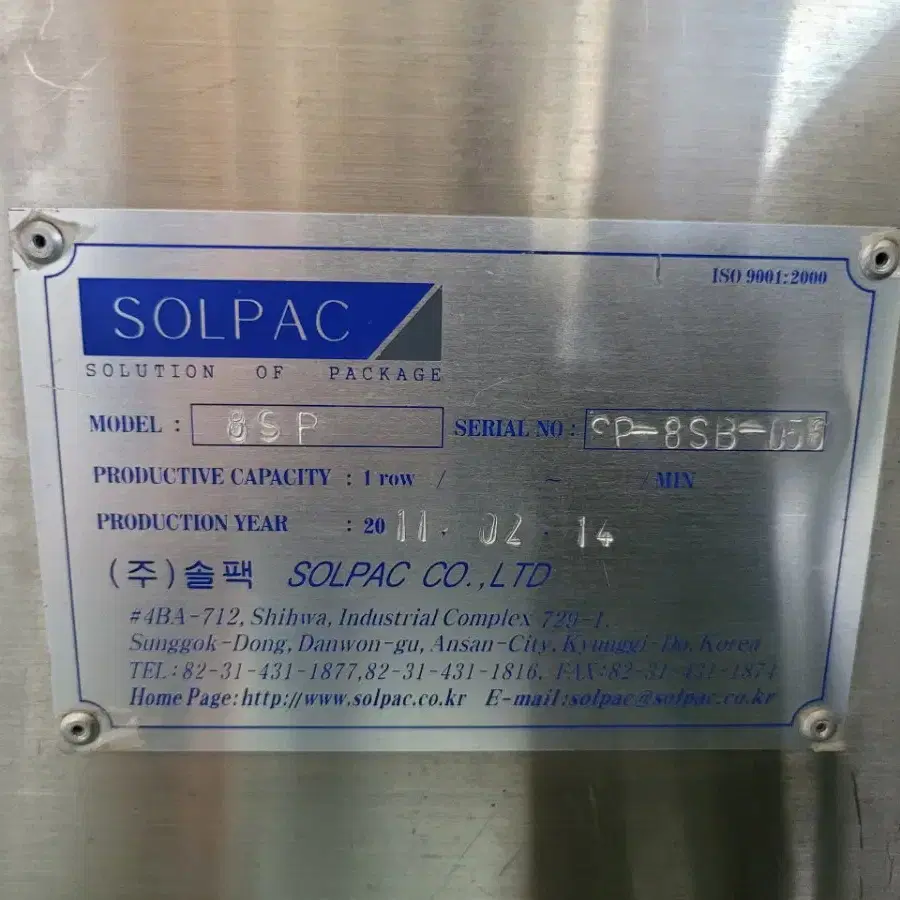 ISO 9001:2000
SOLPAC
SOLUTION OF PACKAGE
MODEL : 8SP
SERIAL NO :
PRODUCTIVE CAPACITY : 1 row / ~ / MIN
PRODUCTION YEAR : 2011. 02. 14
(주)솔팩 SOLPAC CO.,LTD
#4BA-712, Shihwa, Industrial Complex 729-1,
Sunggok-Dong, Danwon-gu, Ansan-City, Kyunggi-Do, Korea
TEL:82-31-431-1877,82-31-431-1816, FAX:82-31-431-1874
Home Page:http://www.solpac.co.kr E-mail:solpac@solpac.co.kr